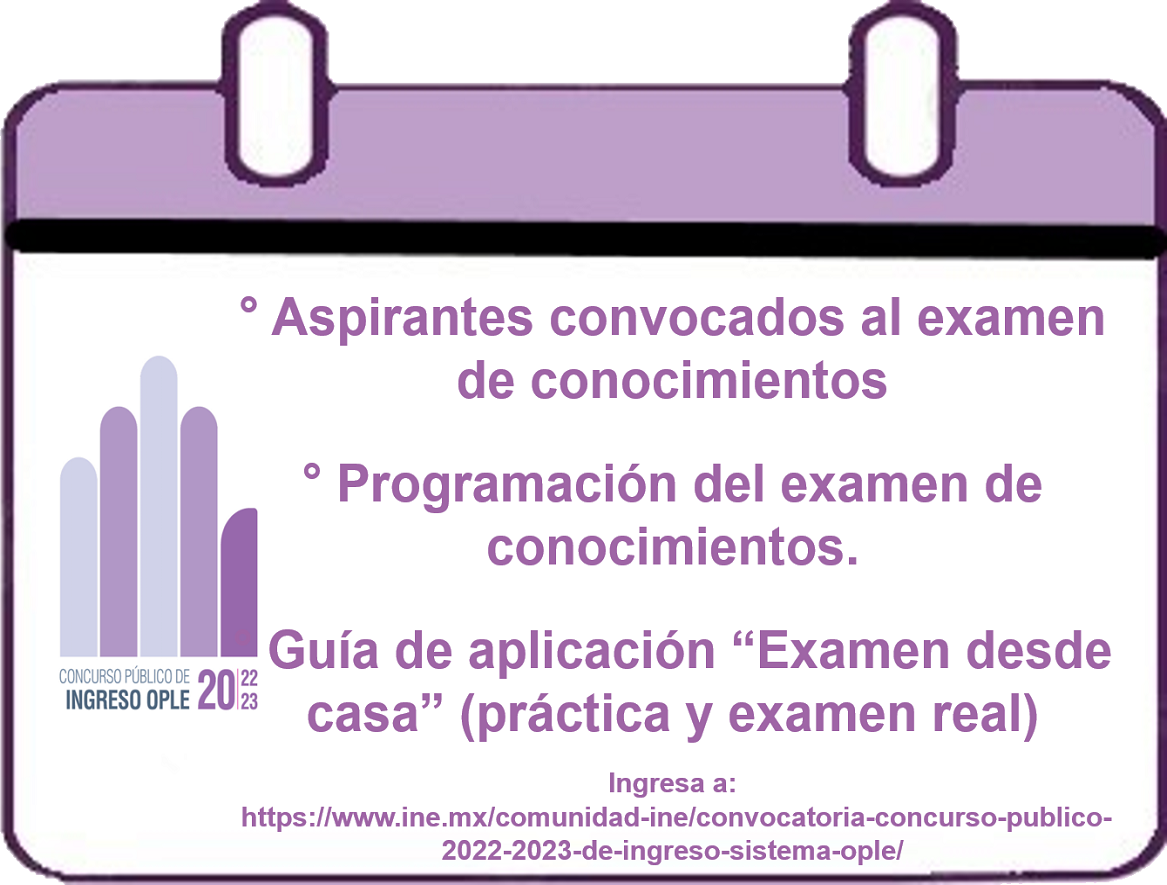 ° Aspirantes convocados al examen
de conocimientos
° Programación del examen de
conocimientos.
Guía de aplicación “Examen desde
casa” (práctica y examen real)
CONCURSO PÚBLICO DE
INGRESO OPLE 20 22
23
Ingresa a:
https://www.ine.mx/comunidad-ine/convocatoria-concurso-publico-
2022-2023-de-ingreso-sistema-ople/